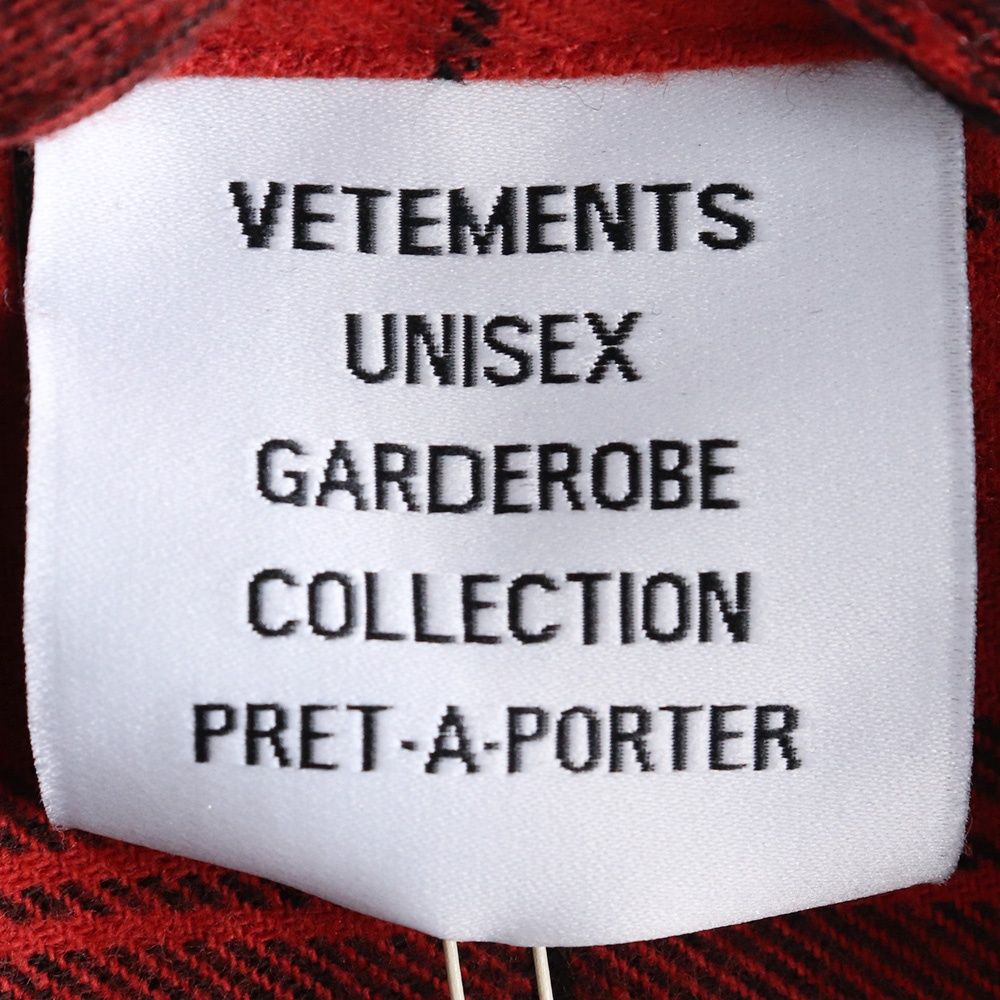 VETEMENTS
UNISEX
GARDEROBE
COLLECTION
PRET-A-PORTER